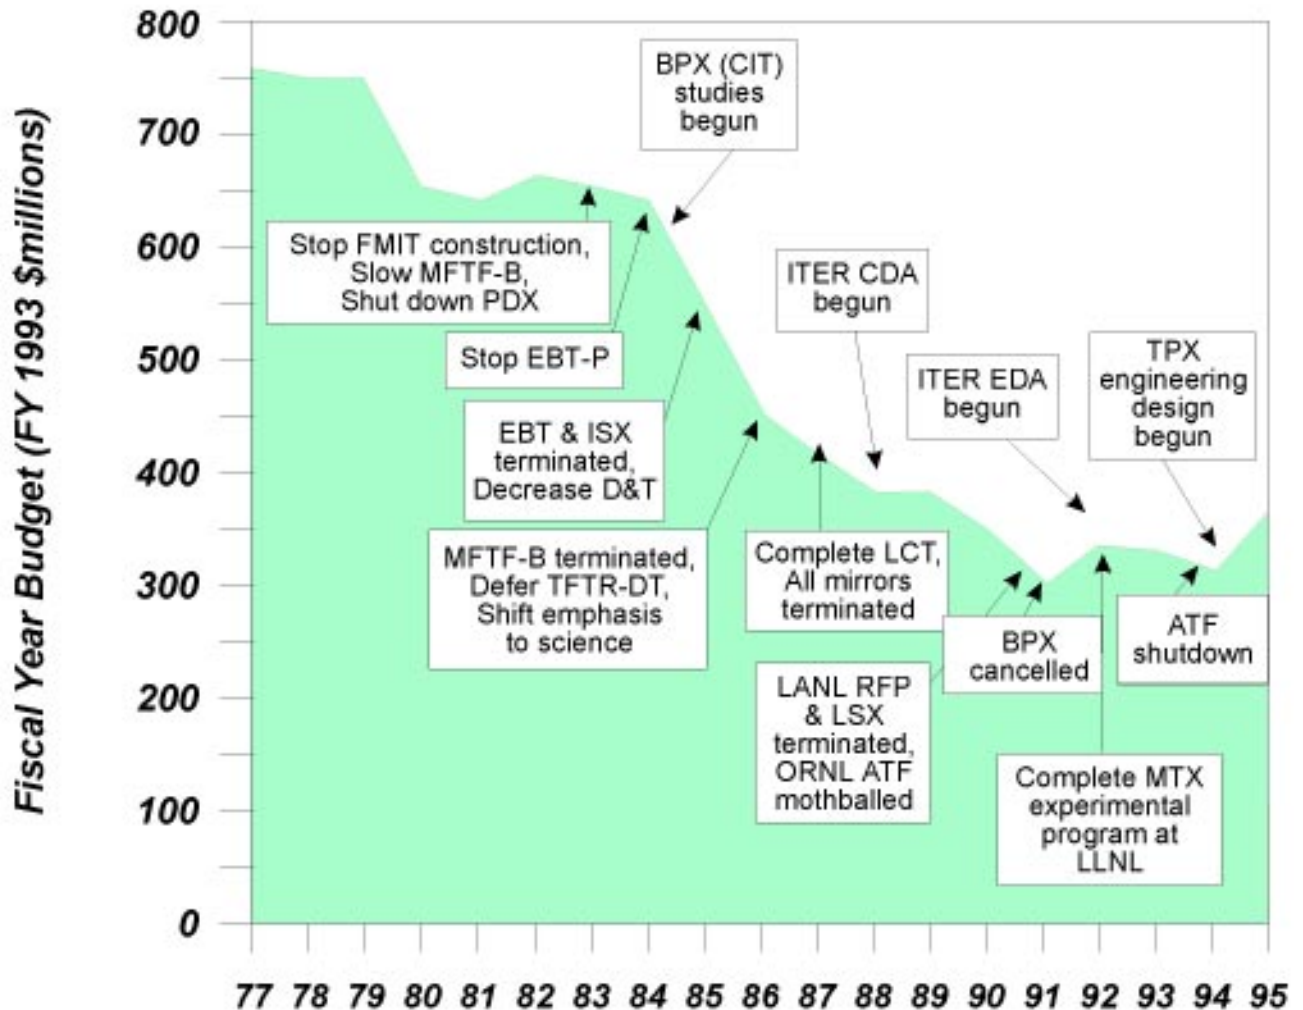 Fiscal Year Budget (FY 1993 $millions)
800
700
600
500
400
300
200
100
0
BPX (CIT)
studies
begun
Stop FMIT construction,
Slow MFTF-B,
Shut down PDX
Stop EBT-P
EBT & ISX
terminated,
Decrease D&T
MFTF-B terminated,
Defer TFTR-DT,
Shift emphasis
to science
ITER CDA
begun
Complete LCT,
All mirrors
terminated
LANL RFP
& LSX
terminated,
ORNL ATF
mothballed
ITER EDA
begun
BPX
cancelled
Complete MTX
experimental
program at
LLNL
TPX
engineering
design
begun
ATF
shutdown
77 78 79 80 81 82 83 84 85 86 87 88 89 90 91 92 93 94 95